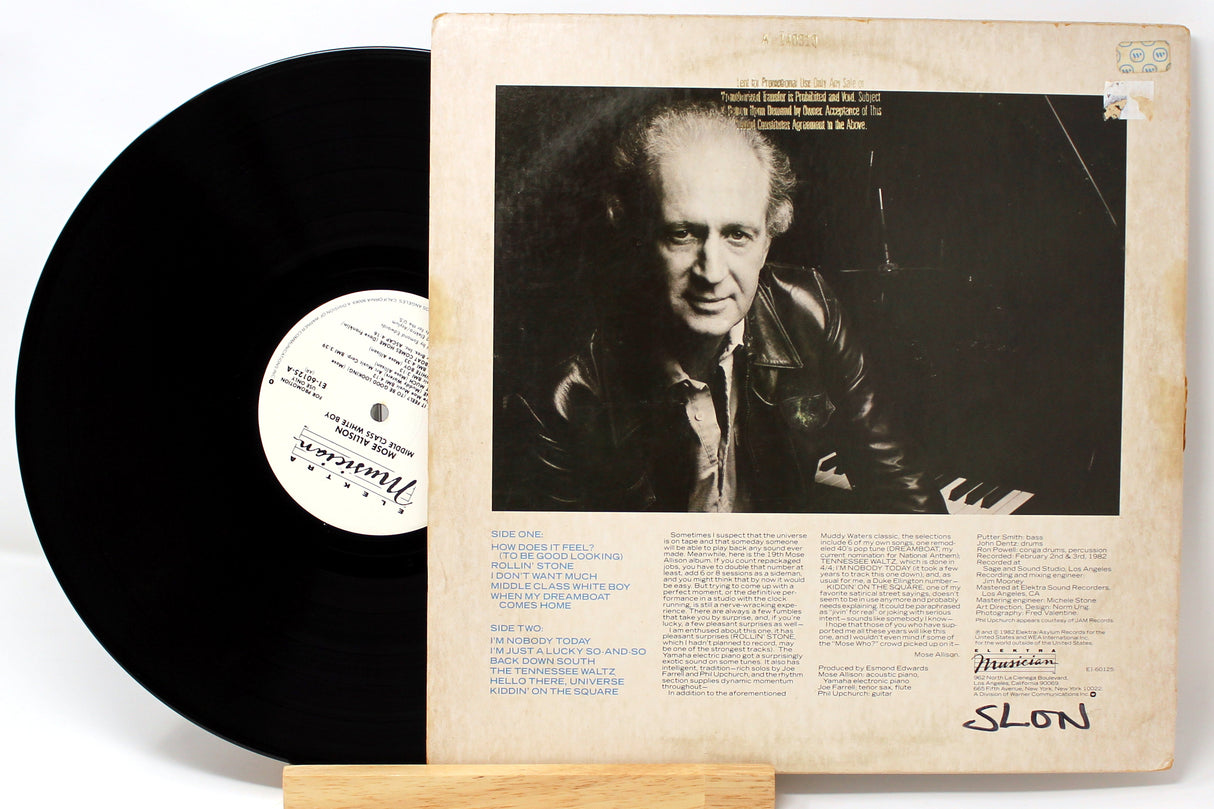 A 140310
Lent for Promotional Use Only Any Sale or
Unauthorized Transfer is Prohibited and Void. Subject
Upon Demand by Owner. Acceptance of This
Constitutes Agreement to the Above.
SIDE ONE:
HOW DOES IT FEEL?
(TO BE GOOD LOOKING)
ROLLIN' STONE
I DON'T WANT MUCH
MIDDLE CLASS WHITE BOY
WHEN MY DREAMBOAT
COMES HOME
SIDE TWO:
I'M NOBODY TODAY
I'M JUST A LUCKY SO-AND-SO
BACK DOWN SOUTH
THE TENNESSEE WALTZ
HELLO THERE, UNIVERSE
KIDDIN' ON THE SQUARE
Sometimes I suspect that the universe
is on tape and that someday someone
will be able to play back any sound ever
made. Meanwhile, here is the 19th Mose
Allison album. If you count repackaged
jobs, you have to double that number at
least, add 6 or 8 sessions as a sideman,
and you might think that by now it would
be easy. But trying to come up with a
perfect moment, or the definitive per-
formance in a studio with the clock
running, is still a nerve-wracking expe-
rience. There are always a few fumbles
that take you by surprise, and, if you're
lucky, a few pleasant surprises as well—
I am enthused about this one, it has
pleasant surprises (ROLLIN' STONE,
which I hadn't planned to record, may
be one of the strongest tracks). The
Yamaha electric piano got a surprisingly
exotic sound on some tunes. It also has
intelligent, tradition-rich solos by Joe
Farrell and Phil Upchurch, and the rhythm
section supplies dynamic momentum
throughout—
In addition to the aforementioned
Muddy Waters classic, the selections
include 6 of my own songs, one remod-
eled 40's pop tune (DREAMBOAT, my
current nomination for National Anthem);
TENNESSEE WALTZ, which is done in
4/4; I'M NOBODY TODAY (it took a few
years to track this one down); and, as
usual for me, a Duke Ellington number—
KIDDIN' ON THE SQUARE, one of my
favorite satirical street sayings, doesn't
seem to be in use anymore and probably
needs explaining. It could be paraphrased
as "jivin' for real" or joking with serious
intent—sounds like somebody I know—
I hope that those of you who have sup-
ported me all these years will like this
one, and I wouldn't even mind if some of
the "Mose Who?" crowd picked up on it—
Mose Allison.
Produced by Esmond Edwards
Mose Allison: acoustic piano,
Yamaha electronic piano
Joe Farrell: tenor sax, flute
Phil Upchurch: guitar
Putter Smith: bass
John Dentz: drums
Ron Powell: conga drums, percussion
Recorded: February 2nd & 3rd, 1982
Recorded at
Sage and Sound Studio, Los Angeles
Recording and mixing engineer:
Jim Mooney
Mastered at Elektra Sound Recorders,
Los Angeles, CA
Mastering engineer: Michele Stone
Art Direction, Design: Norm Ung.
Photography: Fred Valentine.
Phil Upchurch appears courtesy of JAM Records
℗ and © 1982 Elektra/Asylum Records for the
United States and WEA International Inc.
for the world outside of the United States.
ELEKTRA
Musician
E1-60125
962 North La Cienega Boulevard,
Los Angeles, California 90069.
665 Fifth Avenue, New York, New York 10022.
A Division of Warner Communications Inc.
SLON
ELEKTRA
Musician
MOSE ALLISON
MIDDLE CLASS WHITE BOY
E1-60125-A
FOR PROMOTION
USE ONLY